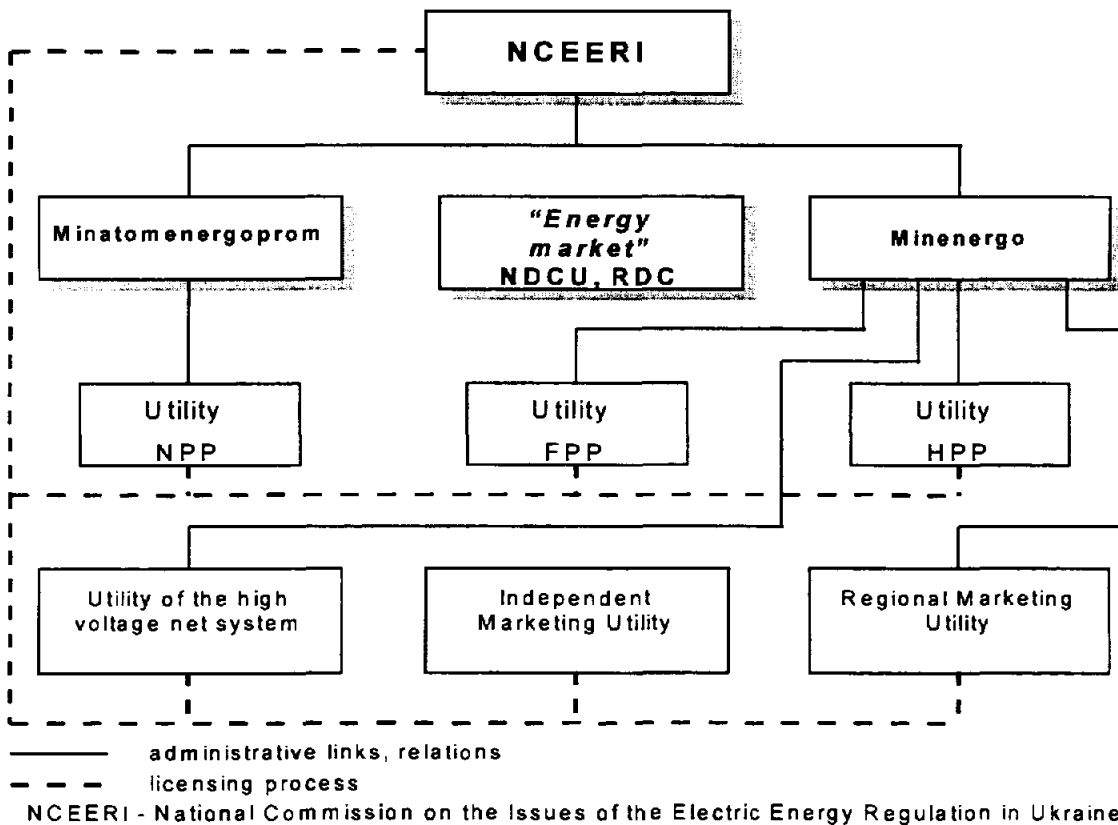 NCEERI
Minatomenergoprom
"Energy
market"
NDCU, RDC
Minenergo
Utility
NPP
Utility
FPP
Utility
HPP
Utility of the high
voltage net system
Independent
Marketing Utility
Regional Marketing
Utility
administrative links, relations
licensing process
NCEERI - National Commission on the Issues of the Electric Energy Regulation in Ukraine